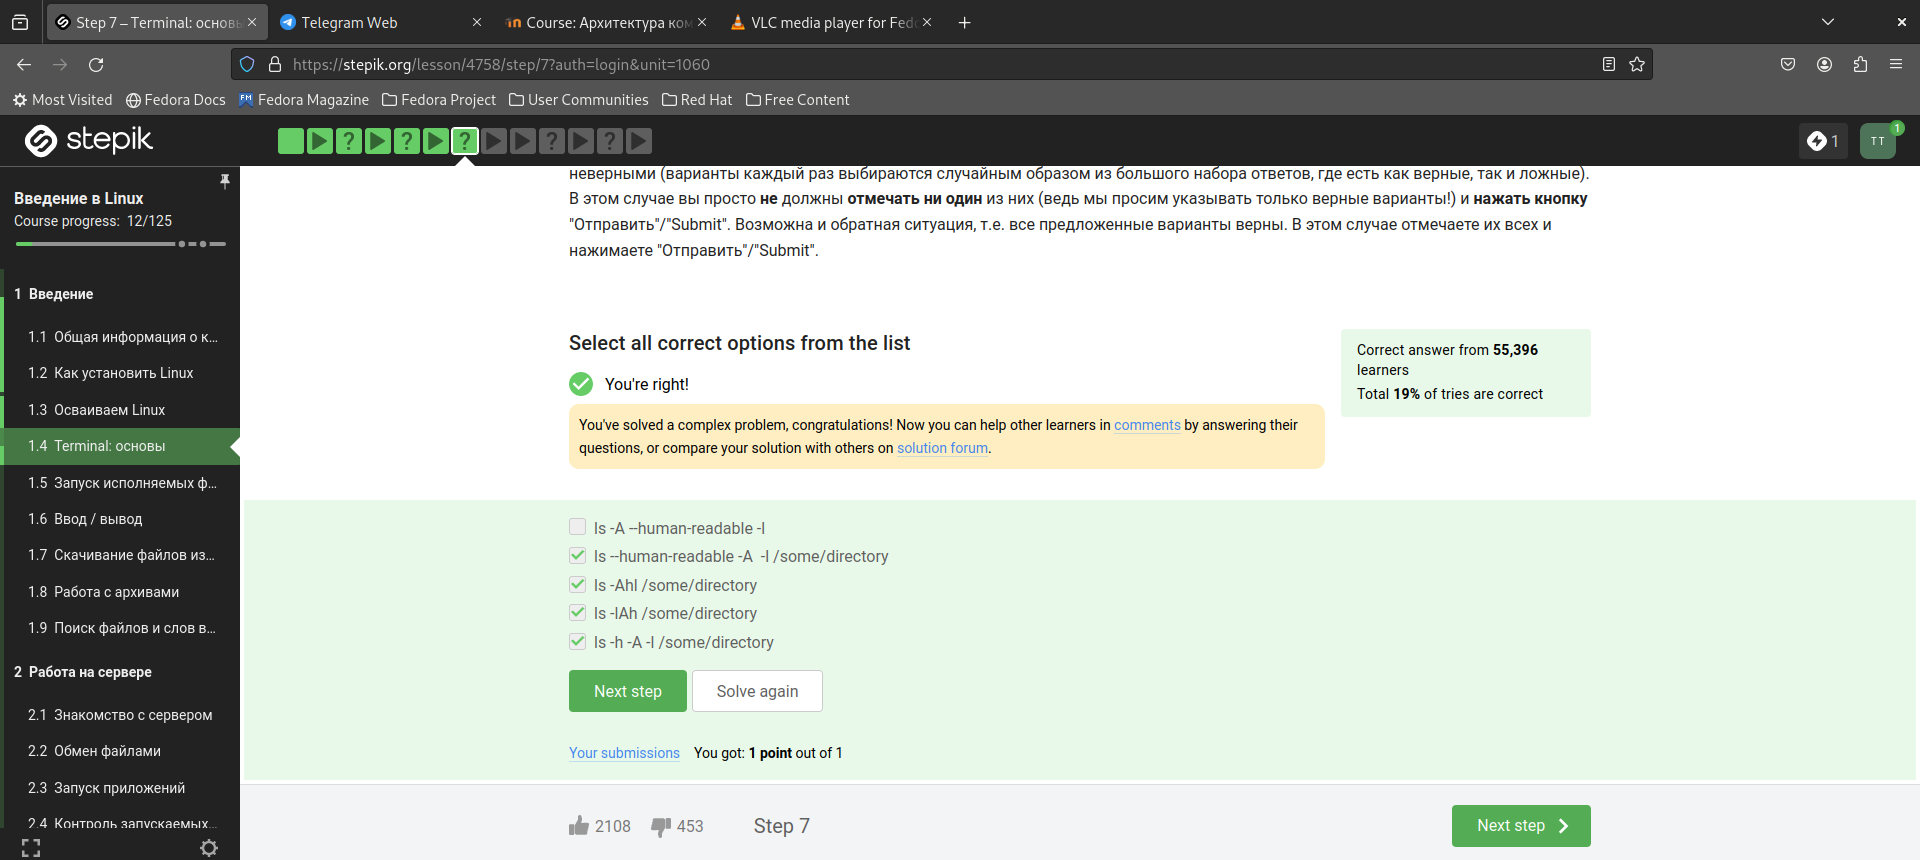 Step 7 – Terminal: основы
Telegram Web
Course: Архитектура ком
VLC media player for Fed
https://stepik.org/lesson/4758/step/7?auth=login&unit=1060
Most Visited
Fedora Docs
Fedora Magazine
Fedora Project
User Communities
Red Hat
Free Content
stepik
? ? ? ? ?
1
TT
1
Введение в Linux
Course progress: 12/125
1 Введение
1.1 Общая информация о к...
1.2 Как установить Linux
1.3 Осваиваем Linux
1.4 Terminal: основы
1.5 Запуск исполняемых ф...
1.6 Ввод / вывод
1.7 Скачивание файлов из...
1.8 Работа с архивами
1.9 Поиск файлов и слов в...
2 Работа на сервере
2.1 Знакомство с сервером
2.2 Обмен файлами
2.3 Запуск приложений
2.4 Контроль запускаемых...
неверными (варианты каждый раз выбираются случайным образом из большого набора ответов, где есть как верные, так и ложные).
В этом случае вы просто не должны отмечать ни один из них (ведь мы просим указывать только верные варианты!) и нажать кнопку
"Отправить"/"Submit". Возможна и обратная ситуация, т.е. все предложенные варианты верны. В этом случае отмечаете их всех и
нажимаете "Отправить"/"Submit".
Select all correct options from the list
You're right!
You've solved a complex problem, congratulations! Now you can help other learners in comments by answering their
questions, or compare your solution with others on solution forum.
Correct answer from 55,396
learners
Total 19% of tries are correct
ls -A --human-readable -l
ls --human-readable -A  -l /some/directory
ls -Ahl /some/directory
ls -lAh /some/directory
ls -h -A -l /some/directory
Next step
Solve again
Your submissions
You got: 1 point out of 1
2108
453
Step 7
Next step